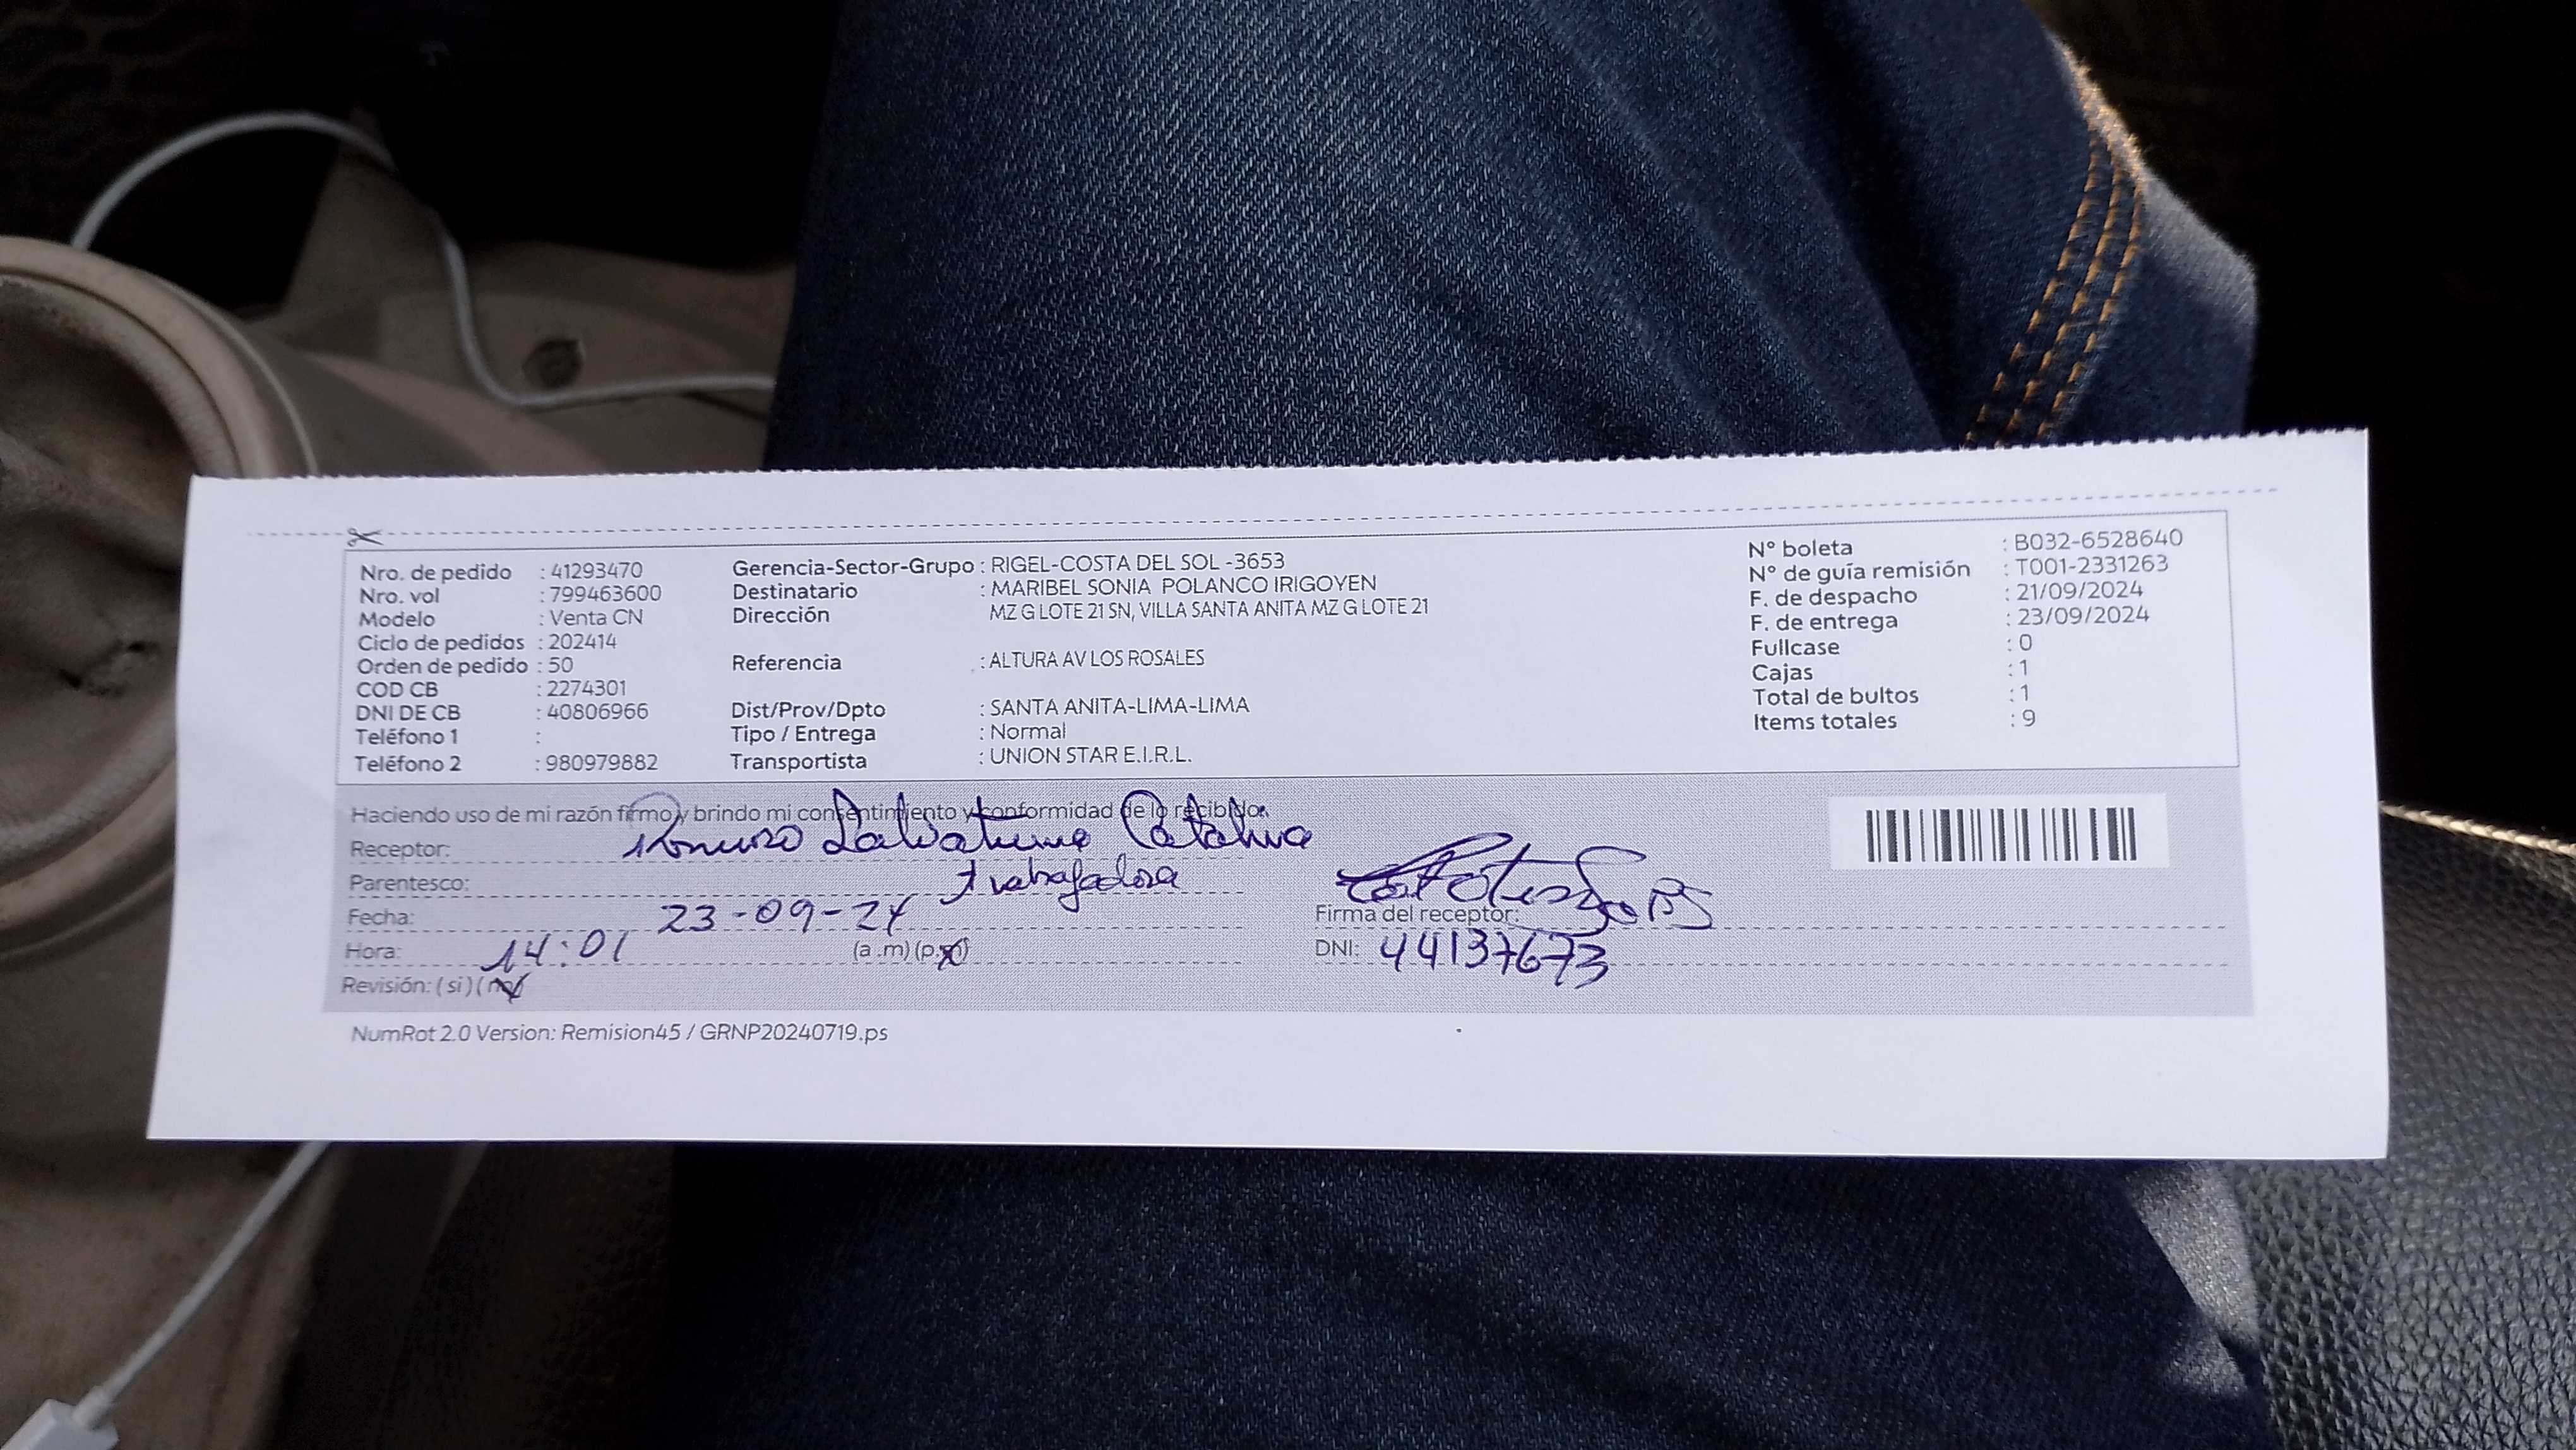 Nro. de pedido : 41293470
Nro. vol : 799463600
Modelo : Venta CN
Ciclo de pedidos : 202414
Orden de pedido : 50
COD CB : 2274301
DNI DE CB : 40806966
Teléfono 1 :
Teléfono 2 : 980979882
Gerencia-Sector-Grupo : RIGEL-COSTA DEL SOL -3653
Destinatario : MARIBEL SONIA POLANCO IRIGOYEN
Dirección MZ G LOTE 21 SN, VILLA SANTA ANITA MZ G LOTE 21
Referencia : ALTURA AV LOS ROSALES
Dist/Prov/Dpto : SANTA ANITA-LIMA-LIMA
Tipo / Entrega : Normal
Transportista : UNION STAR E.I.R.L.
N° boleta : B032-6528640
N° de guía remisión : T001-2331263
F. de despacho : 21/09/2024
F. de entrega : 23/09/2024
Fullcase : 0
Cajas : 1
Total de bultos : 1
Items totales : 9
Haciendo uso de mi razón firmo y brindo mi consentimiento y conformidad de lo recibido.
Receptor:
Parentesco: trabajadora
Fecha: 23-09-24
Hora: 14:01 (a .m) (p.m)
Revisión: ( si ) ( no)
Firma del receptor:
DNI: 44137673
NumRot 2.0 Version: Remision45 / GRNP20240719.ps